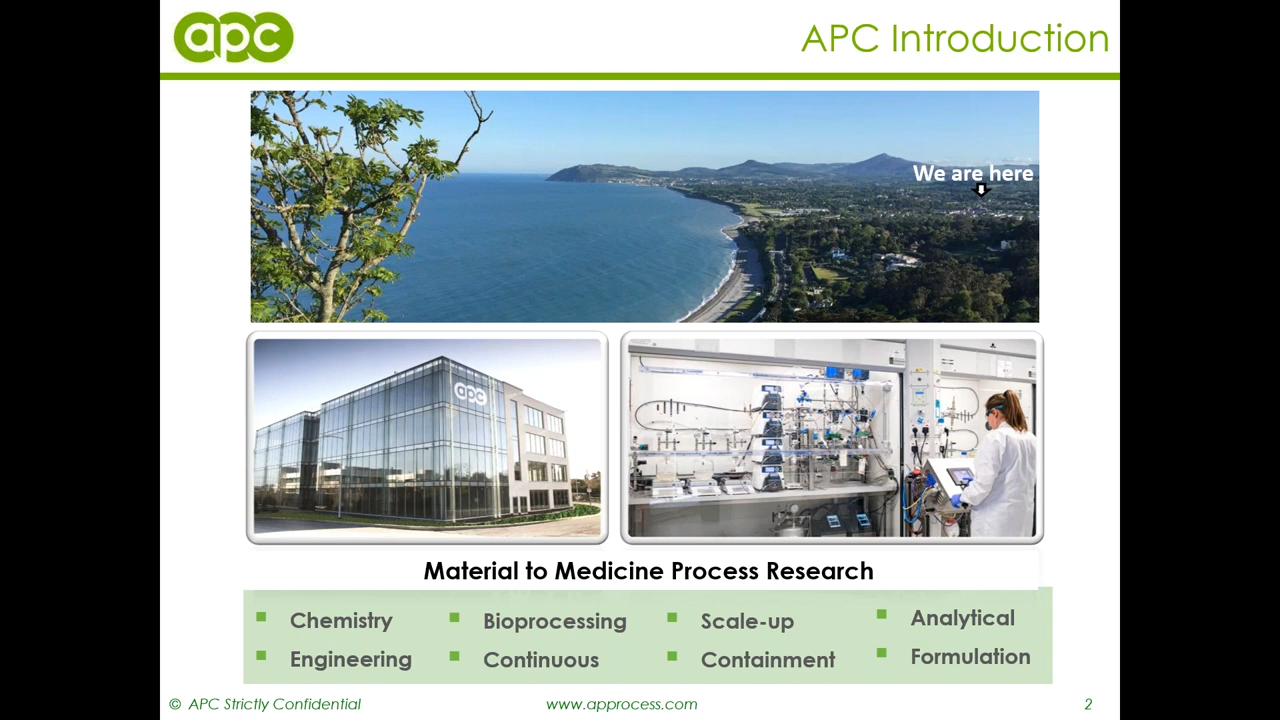 apc
APC Introduction
We are here
apc
Material to Medicine Process Research
Chemistry
Bioprocessing
Scale-up
Analytical
Engineering
Continuous
Containment
Formulation
© APC Strictly Confidential
www.approcess.com
2